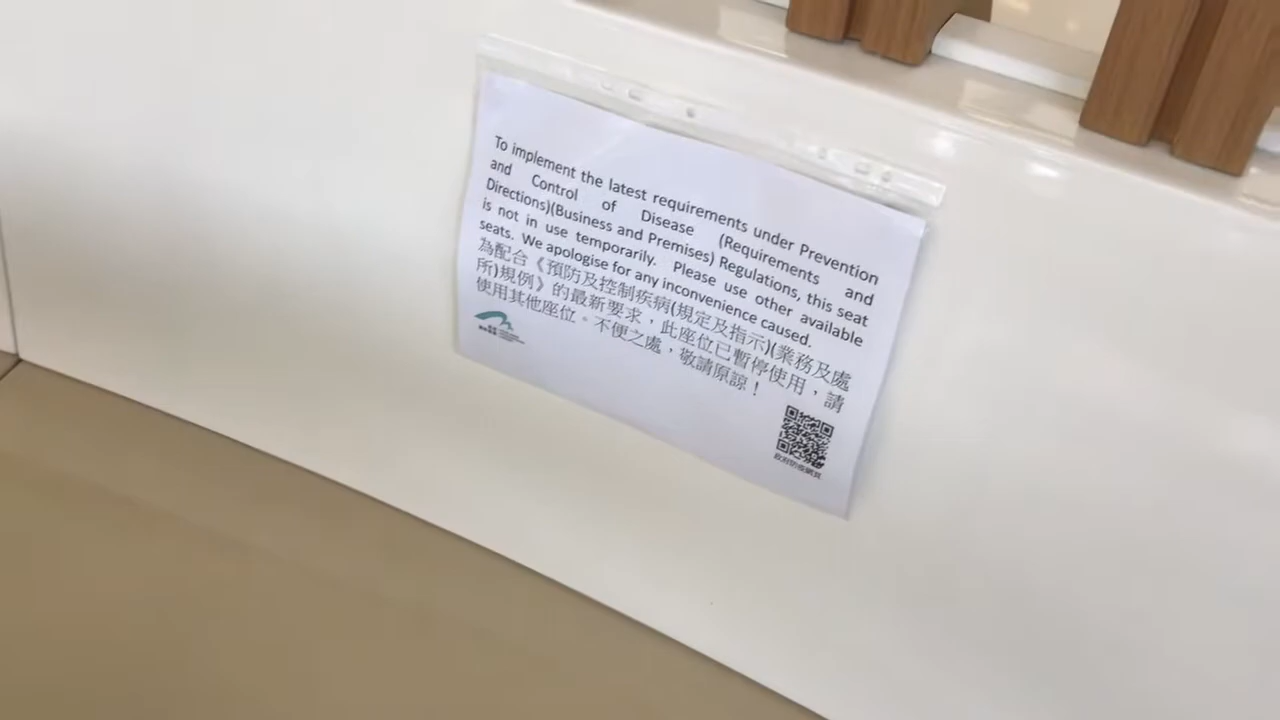 To implement the latest requirements under Prevention
and Control of Disease (Requirements and
Directions)(Business and Premises) Regulations, this seat
is not in use temporarily. Please use other available
seats. We apologise for any inconvenience caused.
為配合《預防及控制疾病(規定及指示)(業務及處
所)規例》的最新要求，此座位已暫停使用，請
使用其他座位。不便之處，敬請原諒！